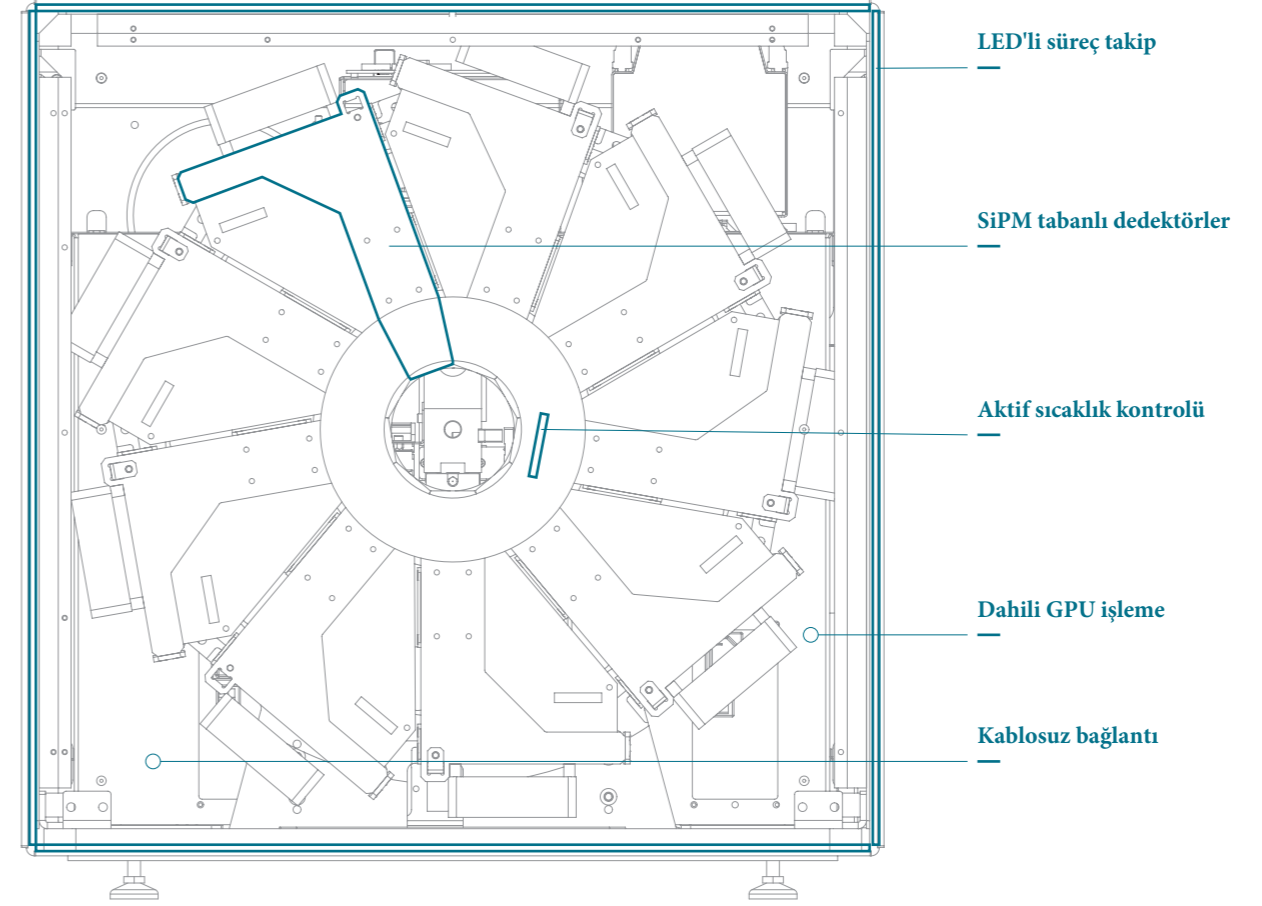 LED'li süreç takip
SiPM tabanlı dedektörler
Aktif sıcaklık kontrolü
Dahili GPU işleme
Kablosuz bağlantı